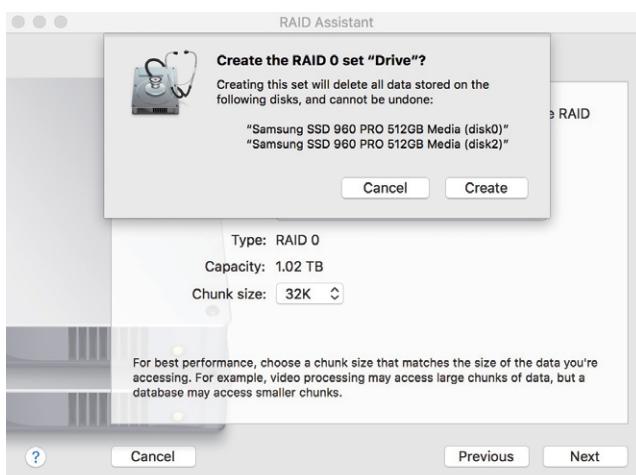 RAID Assistant
Create the RAID 0 set “Drive”?
Creating this set will delete all data stored on the
following disks, and cannot be undone:
“Samsung SSD 960 PRO 512GB Media (disk0)”
“Samsung SSD 960 PRO 512GB Media (disk2)”
RAID
Cancel
Create
Type: RAID 0
Capacity: 1.02 TB
Chunk size: 32K
For best performance, choose a chunk size that matches the size of the data you're
accessing. For example, video processing may access large chunks of data, but a
database may access smaller chunks.
?
Cancel
Previous
Next